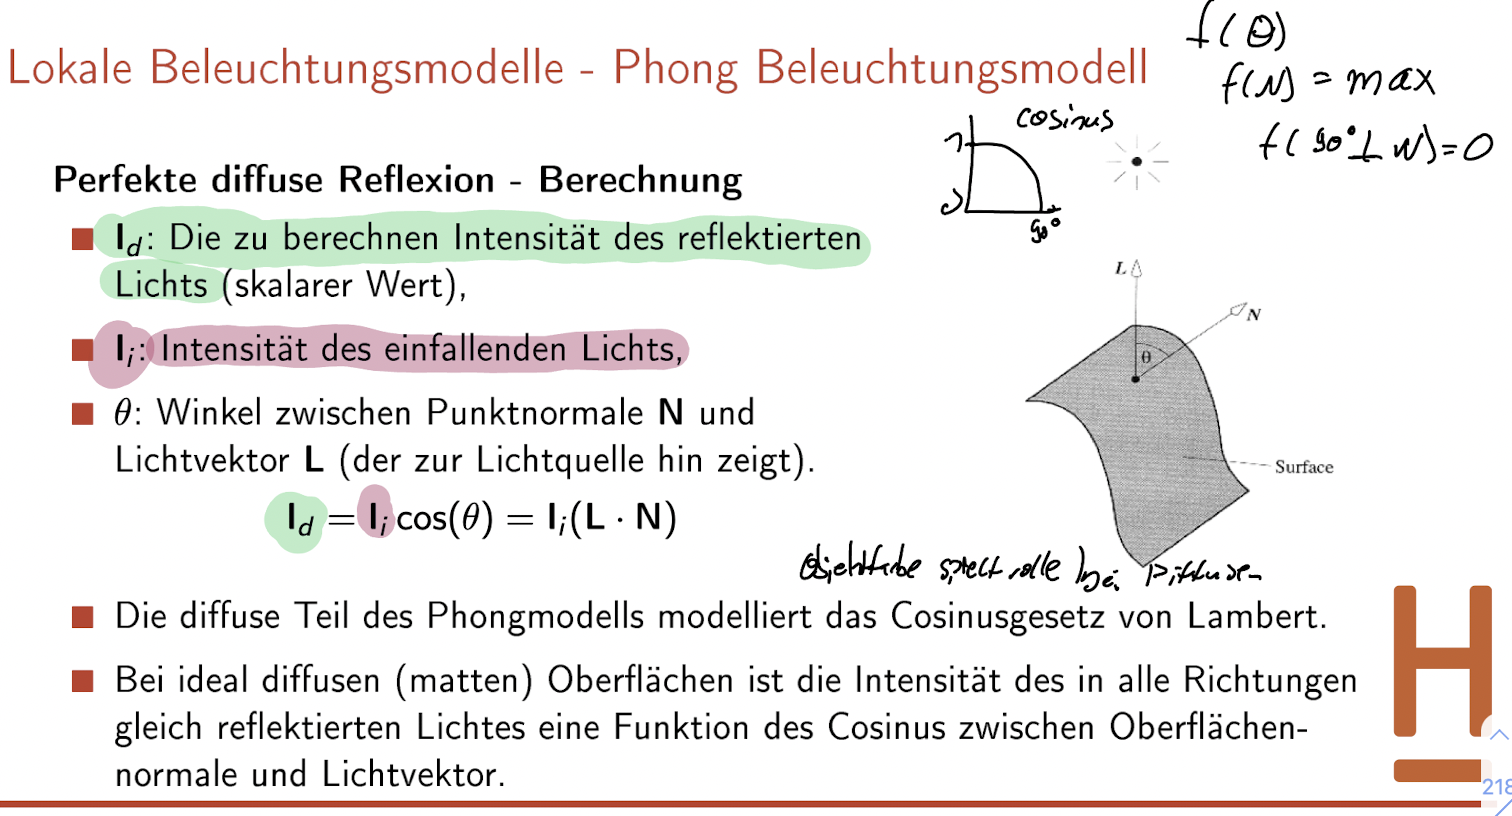 f(θ)
Lokale Beleuchtungsmodelle - Phong Beleuchtungsmodell
f(N) = max
cosinus
f(90° ⊥ N) = 0
1
Perfekte diffuse Reflexion - Berechnung
0
90°
I_d: Die zu berechnen Intensität des reflektierten
Lichts (skalarer Wert),
L
N
I_i: Intensität des einfallenden Lichts,
θ
θ: Winkel zwischen Punktnormale N und
Lichtvektor L (der zur Lichtquelle hin zeigt).
Surface
I_d = I_i cos(θ) = I_i(L · N)
Objektfarbe spielt rolle bei Diffusen
Die diffuse Teil des Phongmodells modelliert das Cosinusgesetz von Lambert.
Bei ideal diffusen (matten) Oberflächen ist die Intensität des in alle Richtungen
gleich reflektierten Lichtes eine Funktion des Cosinus zwischen Oberflächen-
normale und Lichtvektor.
H
218